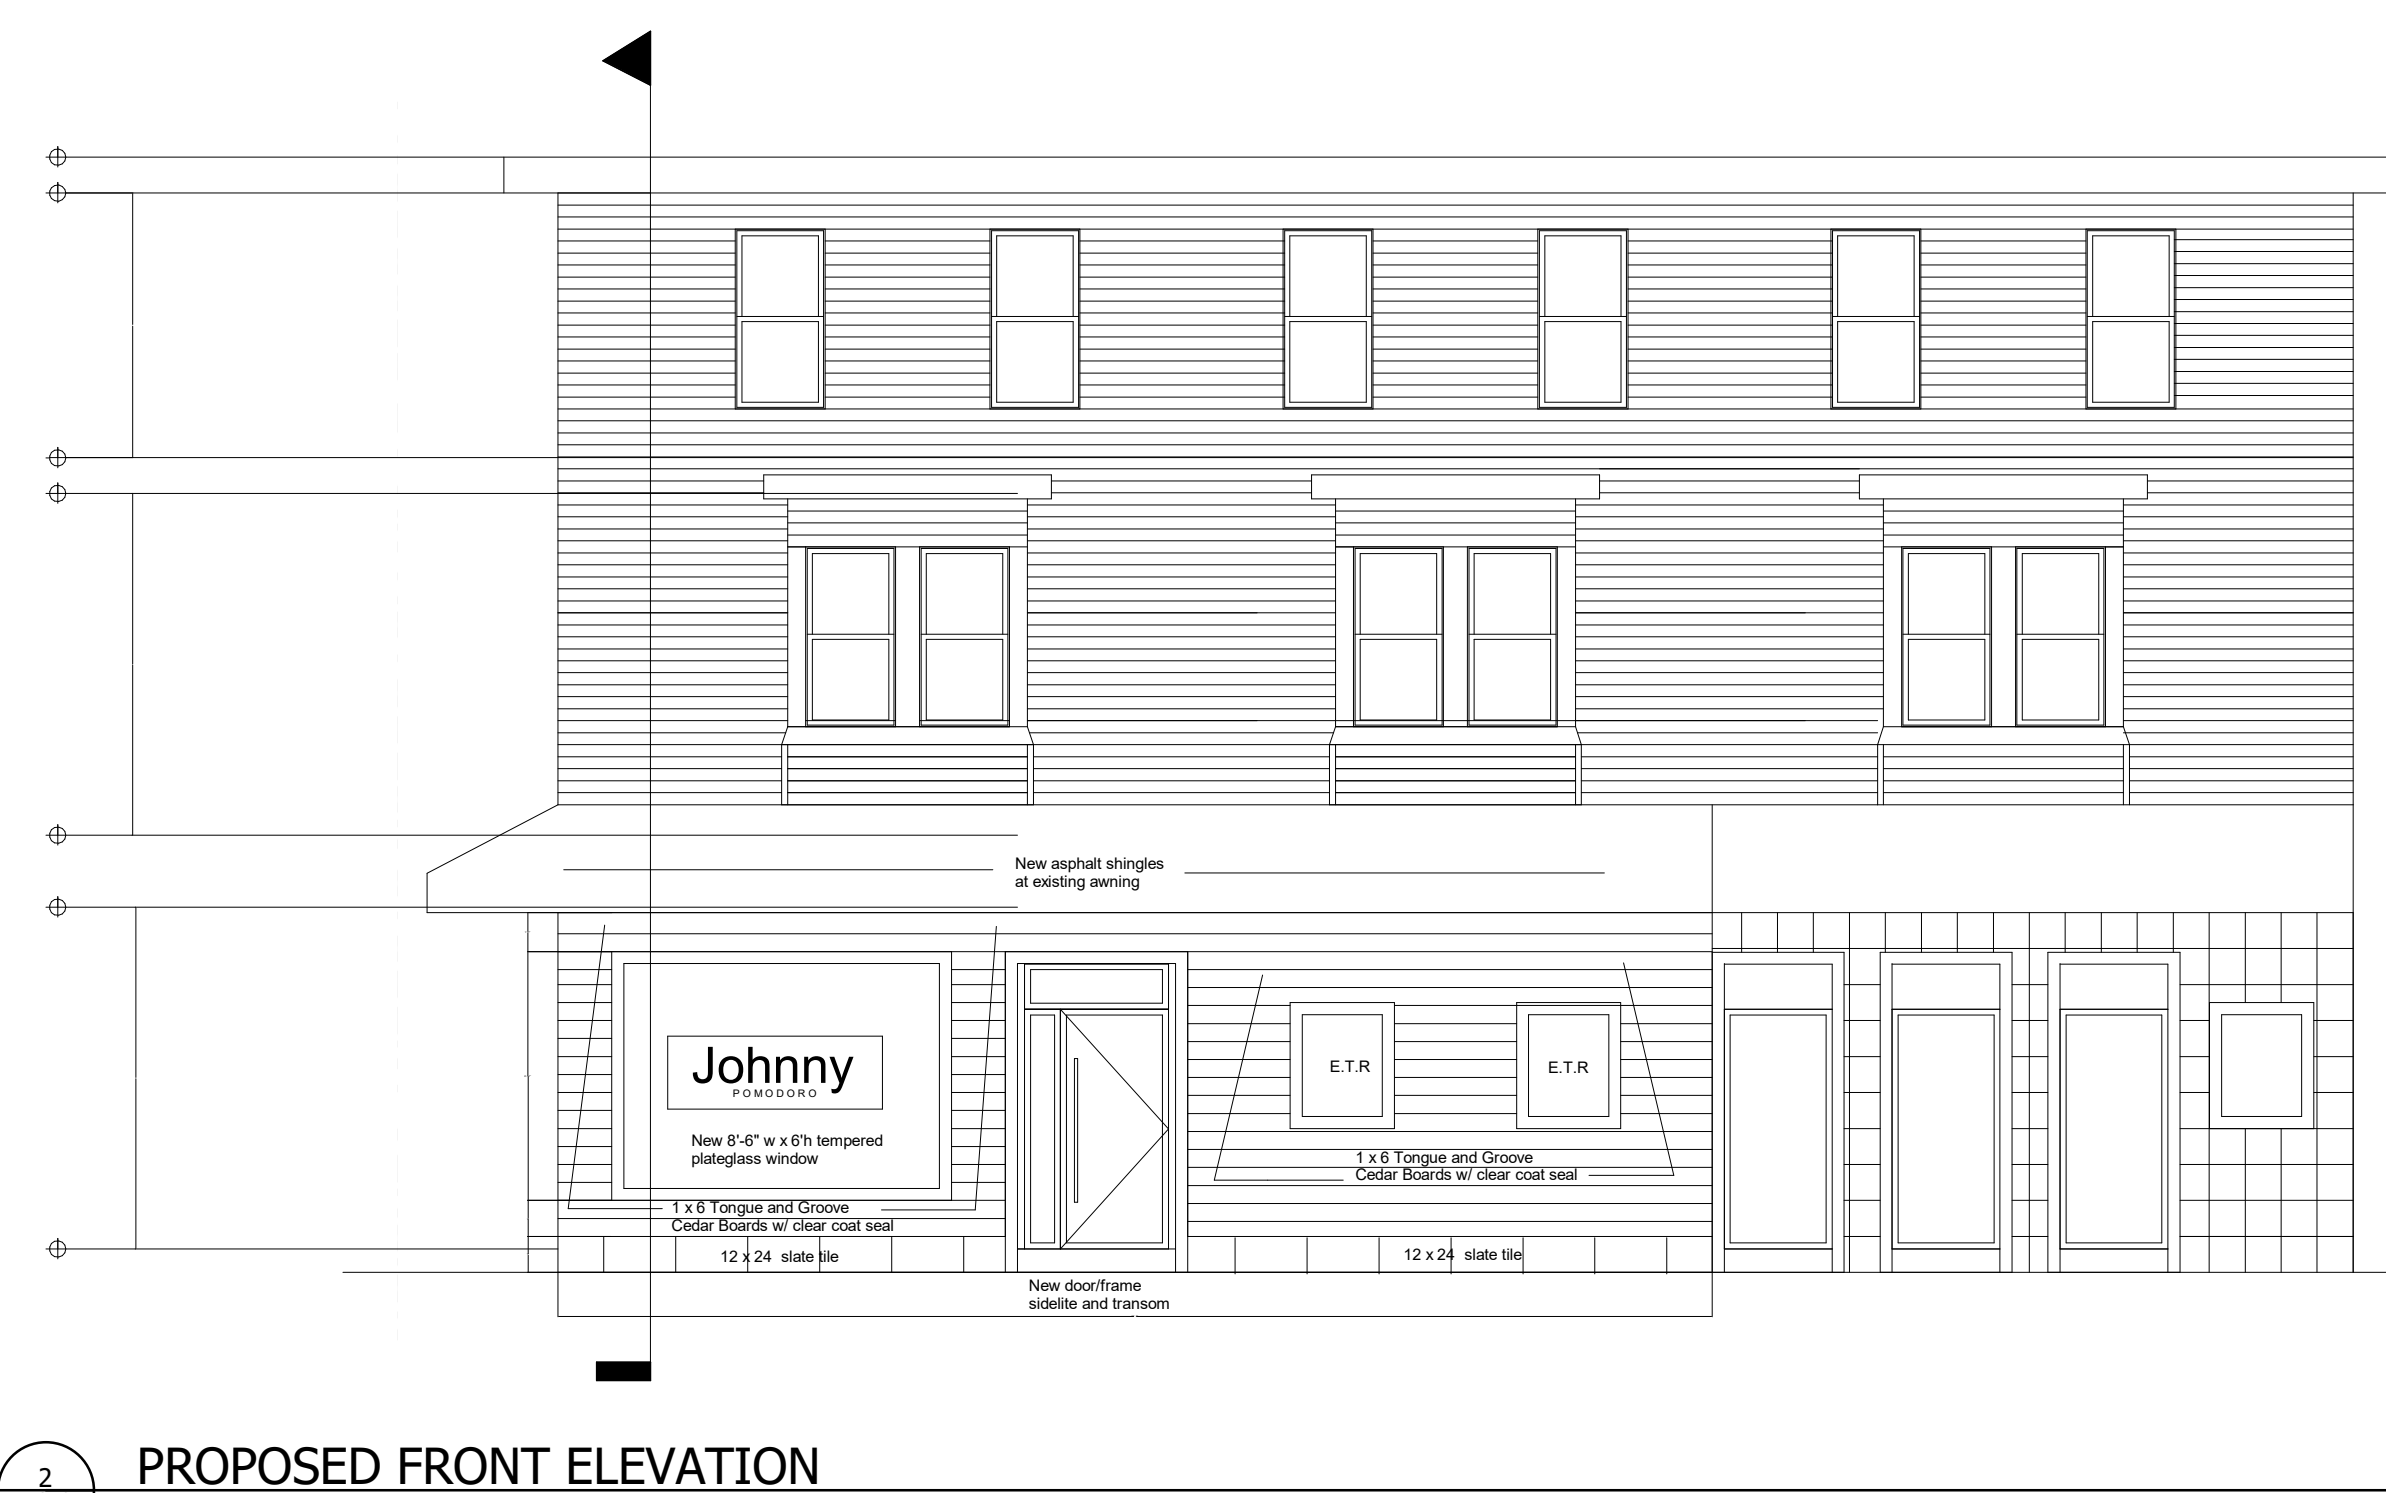 New asphalt shingles
at existing awning
Johnny
POMODORO
E.T.R
E.T.R
New 8'-6" w x 6'h tempered
plateglass window
1 x 6 Tongue and Groove
Cedar Boards w/ clear coat seal
1 x 6 Tongue and Groove
Cedar Boards w/ clear coat seal
12 x 24 slate tile
12 x 24 slate tile
New door/frame
sidelite and transom
2
PROPOSED FRONT ELEVATION